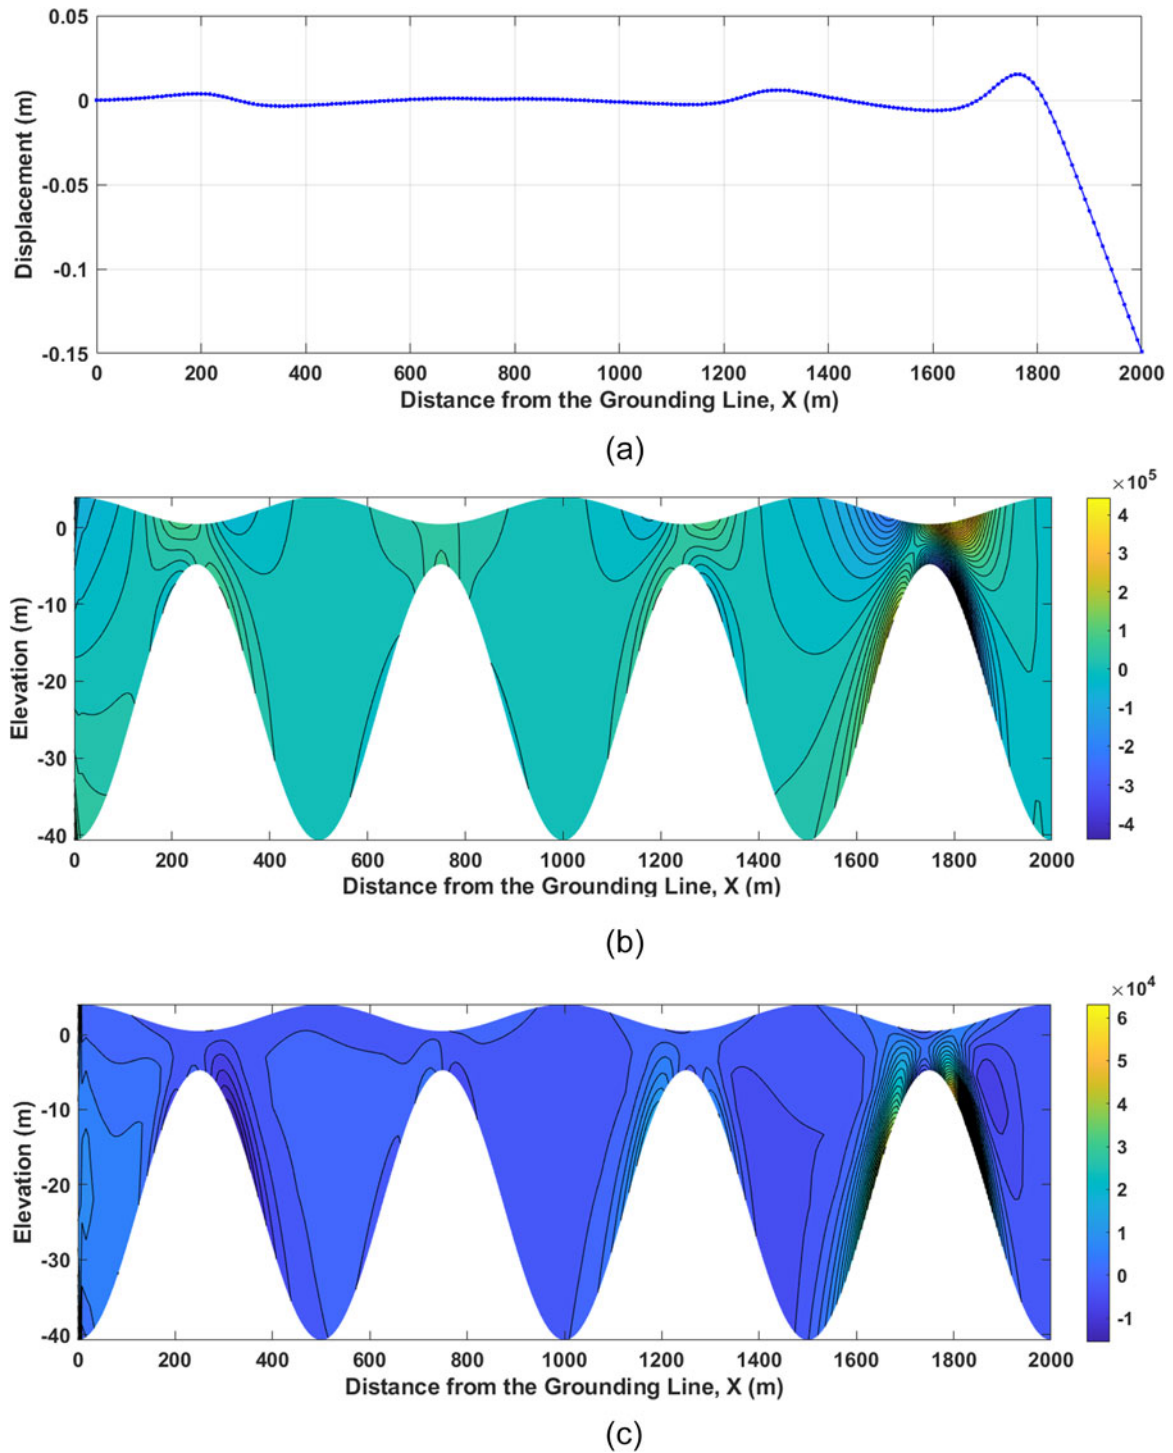 0.05
0
-0.05
-0.1
-0.15
Displacement (m)
0 200 400 600 800 1000 1200 1400 1600 1800 2000
Distance from the Grounding Line, X (m)
(a)
×10⁵
0
-10
-20
-30
-40
Elevation (m)
4
3
2
1
0
-1
-2
-3
-4
0 200 400 600 800 1000 1200 1400 1600 1800 2000
Distance from the Grounding Line, X (m)
(b)
×10⁴
0
-10
-20
-30
-40
Elevation (m)
6
5
4
3
2
1
0
-1
0 200 400 600 800 1000 1200 1400 1600 1800 2000
Distance from the Grounding Line, X (m)
(c)